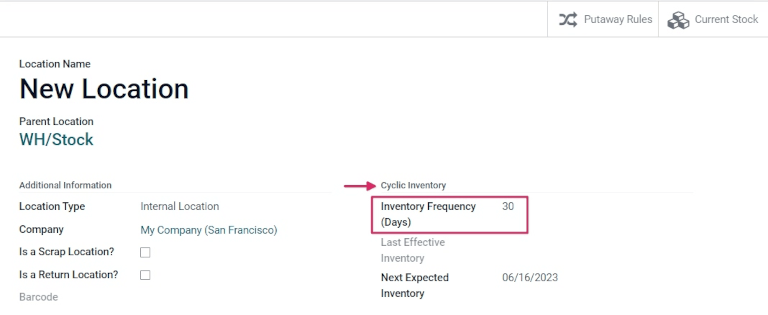 Putaway Rules
Current Stock
Location Name
New Location
Parent Location
WH/Stock
Additional Information
Location Type Internal Location
Company My Company (San Francisco)
Is a Scrap Location?
Is a Return Location?
Barcode
Cyclic Inventory
Inventory Frequency 30
(Days)
Last Effective
Inventory
Next Expected 06/16/2023
Inventory